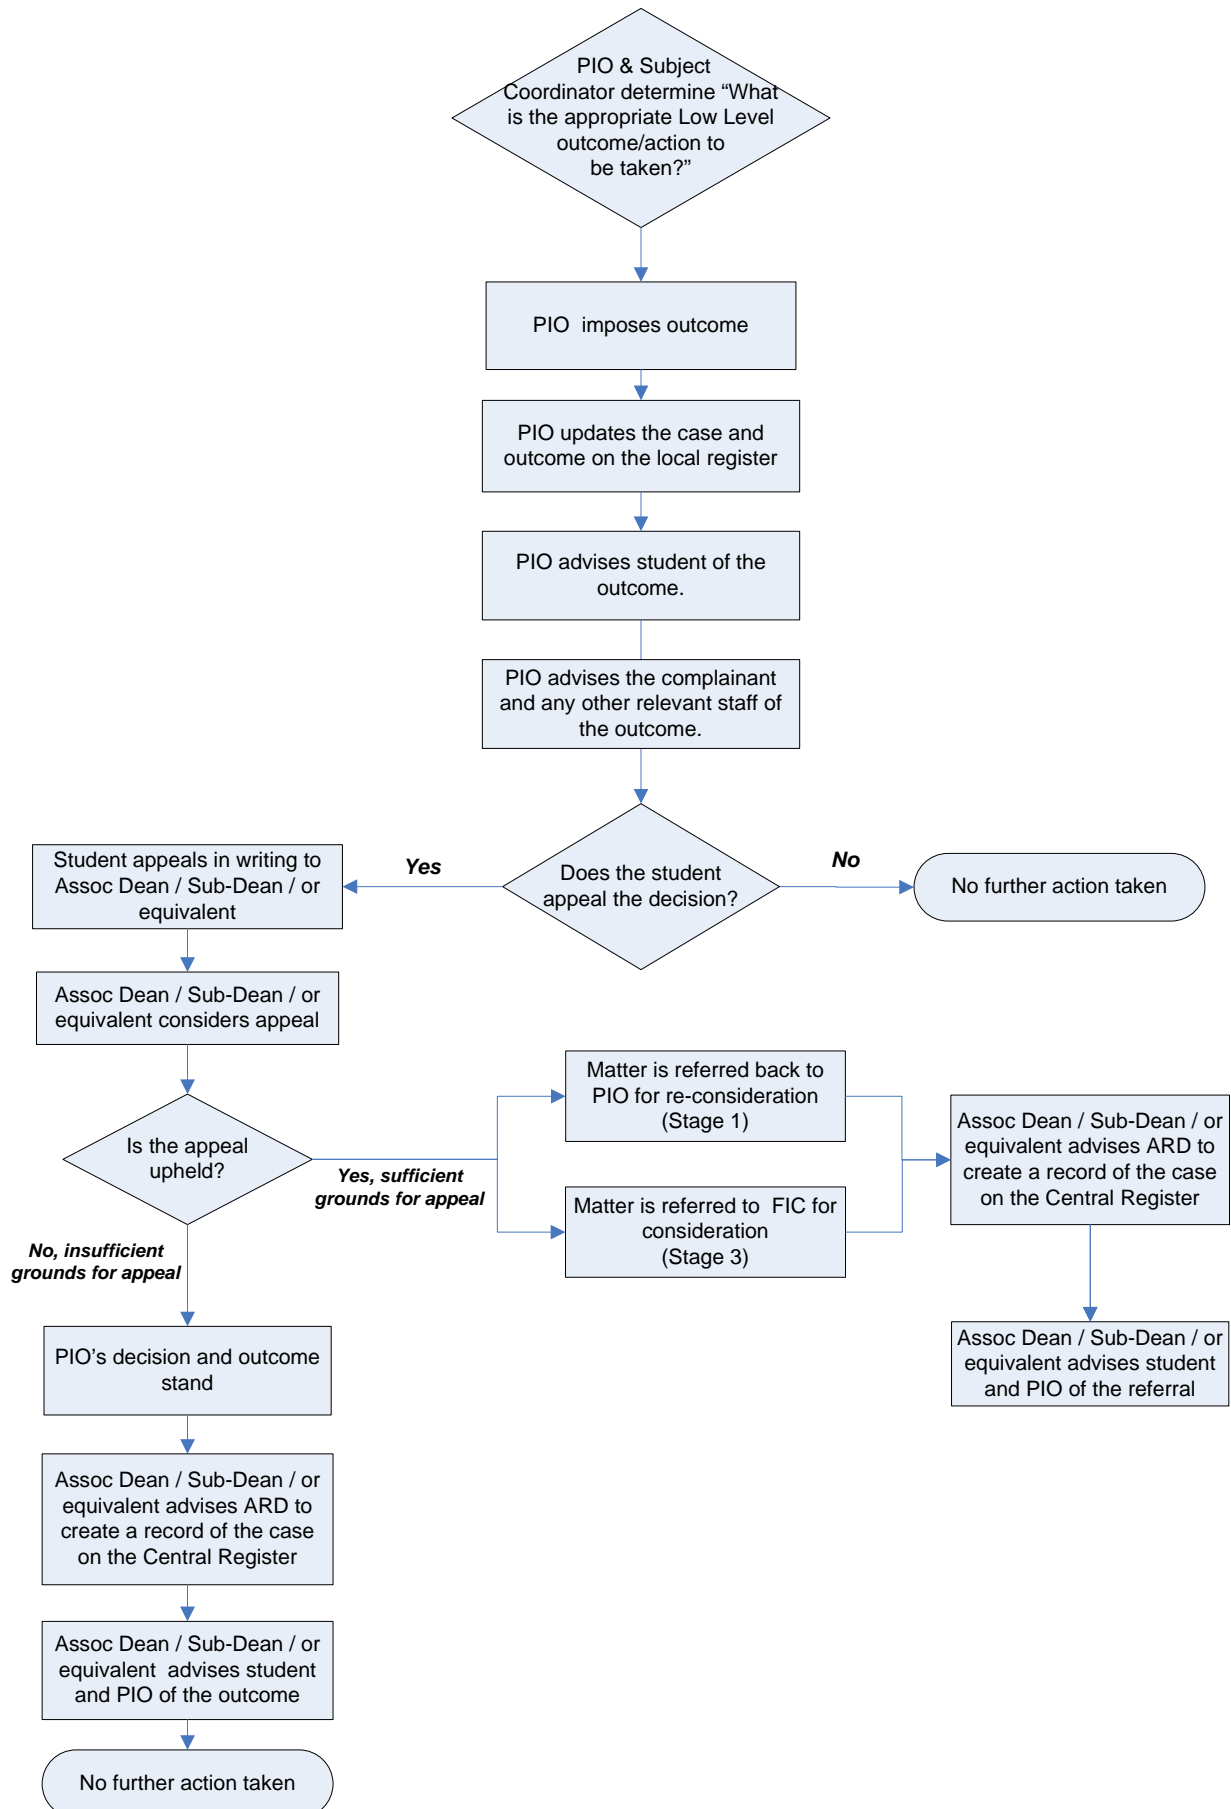 PIO & Subject
Coordinator determine “What
is the appropriate Low Level
outcome/action to
be taken?”
PIO  imposes outcome
PIO updates the case and
outcome on the local register
PIO advises student of the
outcome.
PIO advises the complainant
and any other relevant staff of
the outcome.
Does the student
appeal the decision?
Yes
No
Student appeals in writing to
Assoc Dean / Sub-Dean / or
equivalent
No further action taken
Assoc Dean / Sub-Dean / or
equivalent considers appeal
Is the appeal
upheld?
Yes, sufficient
grounds for appeal
Matter is referred back to
PIO for re-consideration
(Stage 1)
Matter is referred to  FIC for
consideration
(Stage 3)
Assoc Dean / Sub-Dean / or
equivalent advises ARD to
create a record of the case
on the Central Register
Assoc Dean / Sub-Dean / or
equivalent advises student
and PIO of the referral
No, insufficient
grounds for appeal
PIO’s decision and outcome
stand
Assoc Dean / Sub-Dean / or
equivalent advises ARD to
create a record of the case
on the Central Register
Assoc Dean / Sub-Dean / or
equivalent  advises student
and PIO of the outcome
No further action taken